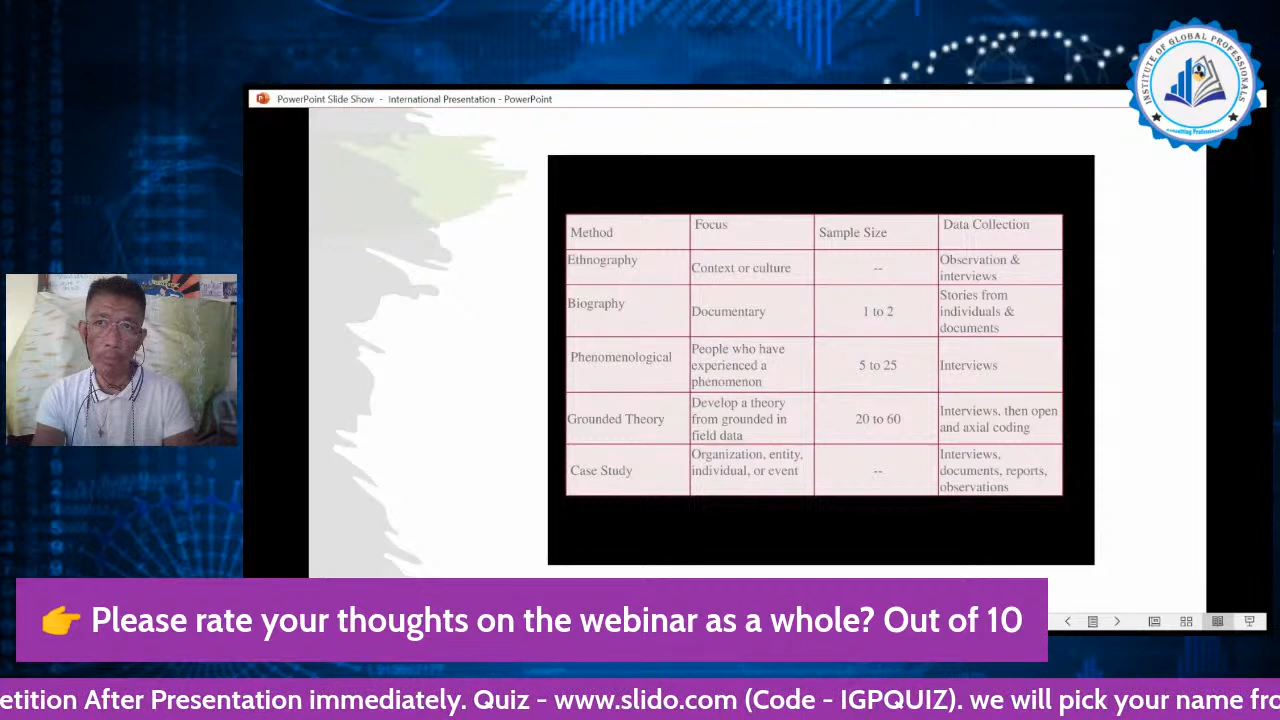 INSTITUTE OF GLOBAL PROFESSIONALS
Consulting Professionals
PowerPoint Slide Show - International Presentation - PowerPoint
Method Focus Sample Size Data Collection
Ethnography Context or culture -- Observation &
interviews
Biography Documentary 1 to 2 Stories from
individuals &
documents
Phenomenological People who have
experienced a
phenomenon 5 to 25 Interviews
Grounded Theory Develop a theory
from grounded in
field data 20 to 60 Interviews, then open
and axial coding
Case Study Organization, entity,
individual, or event -- Interviews,
documents, reports,
observations
👉 Please rate your thoughts on the webinar as a whole? Out of 10
etition After Presentation immediately. Quiz - www.slido.com (Code - IGPQUIZ). we will pick your name fro